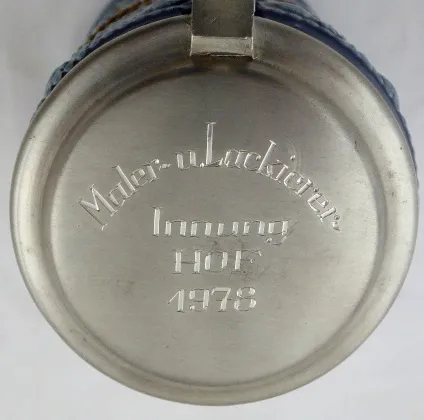 Maler- u. Lackierer-
Innung
HOF
1978